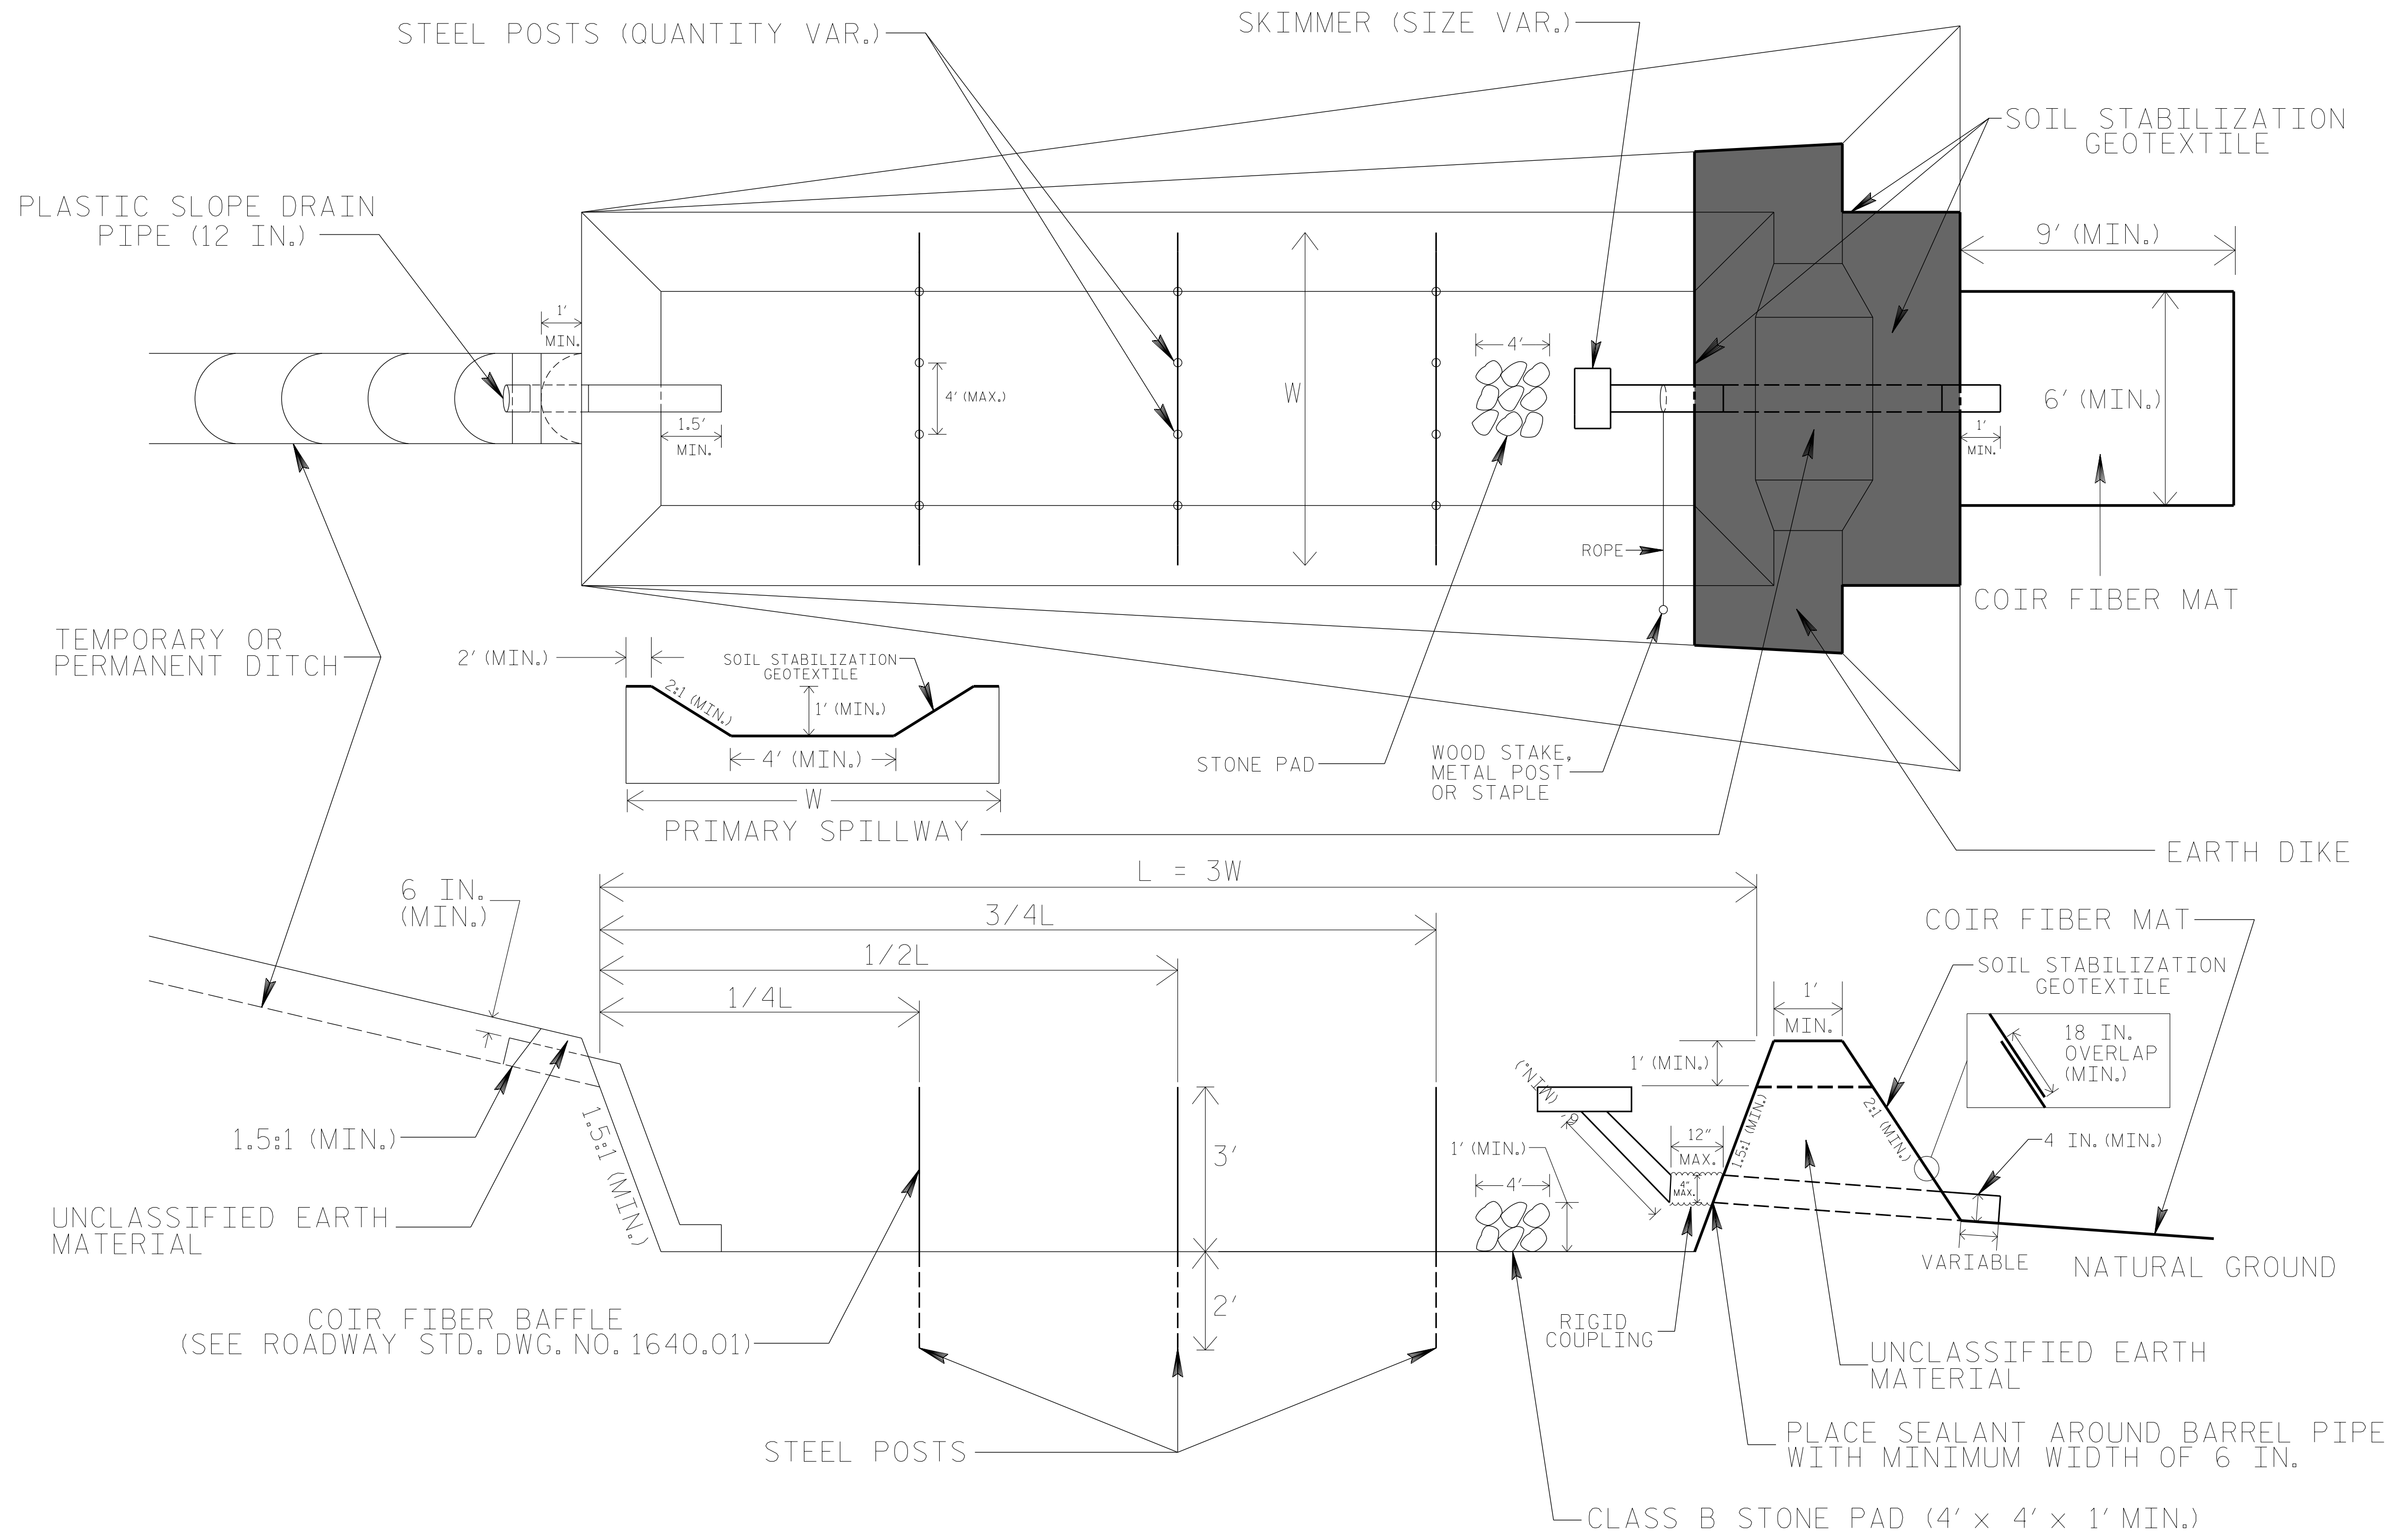 STEEL POSTS (QUANTITY VAR.)
SKIMMER (SIZE VAR.)
SOIL STABILIZATION
GEOTEXTILE
PLASTIC SLOPE DRAIN
PIPE (12 IN.)
9' (MIN.)
1'
MIN.
4' (MAX.)
1.5'
MIN.
W
4'
6' (MIN.)
1'
MIN.
ROPE
COIR FIBER MAT
TEMPORARY OR
PERMANENT DITCH
2' (MIN.)
SOIL STABILIZATION
GEOTEXTILE
2:1 (MIN.)
1' (MIN.)
4' (MIN.)
W
PRIMARY SPILLWAY
STONE PAD
WOOD STAKE,
METAL POST
OR STAPLE
EARTH DIKE
L = 3W
6 IN.
(MIN.)
3/4L
1/2L
1/4L
COIR FIBER MAT
SOIL STABILIZATION
GEOTEXTILE
1'
MIN.
18 IN.
OVERLAP
(MIN.)
1' (MIN.)
6' (MIN.)
1.5:1 (MIN.)
1.5:1 (MIN.)
3'
1' (MIN.)
4'
12"
MAX.
4"
MAX.
1.5:1 (MIN.)
2:1 (MIN.)
4 IN. (MIN.)
UNCLASSIFIED EARTH
MATERIAL
VARIABLE
NATURAL GROUND
2'
COIR FIBER BAFFLE
(SEE ROADWAY STD. DWG. NO. 1640.01)
RIGID
COUPLING
UNCLASSIFIED EARTH
MATERIAL
STEEL POSTS
PLACE SEALANT AROUND BARREL PIPE
WITH MINIMUM WIDTH OF 6 IN.
CLASS B STONE PAD (4' x 4' x 1' MIN.)